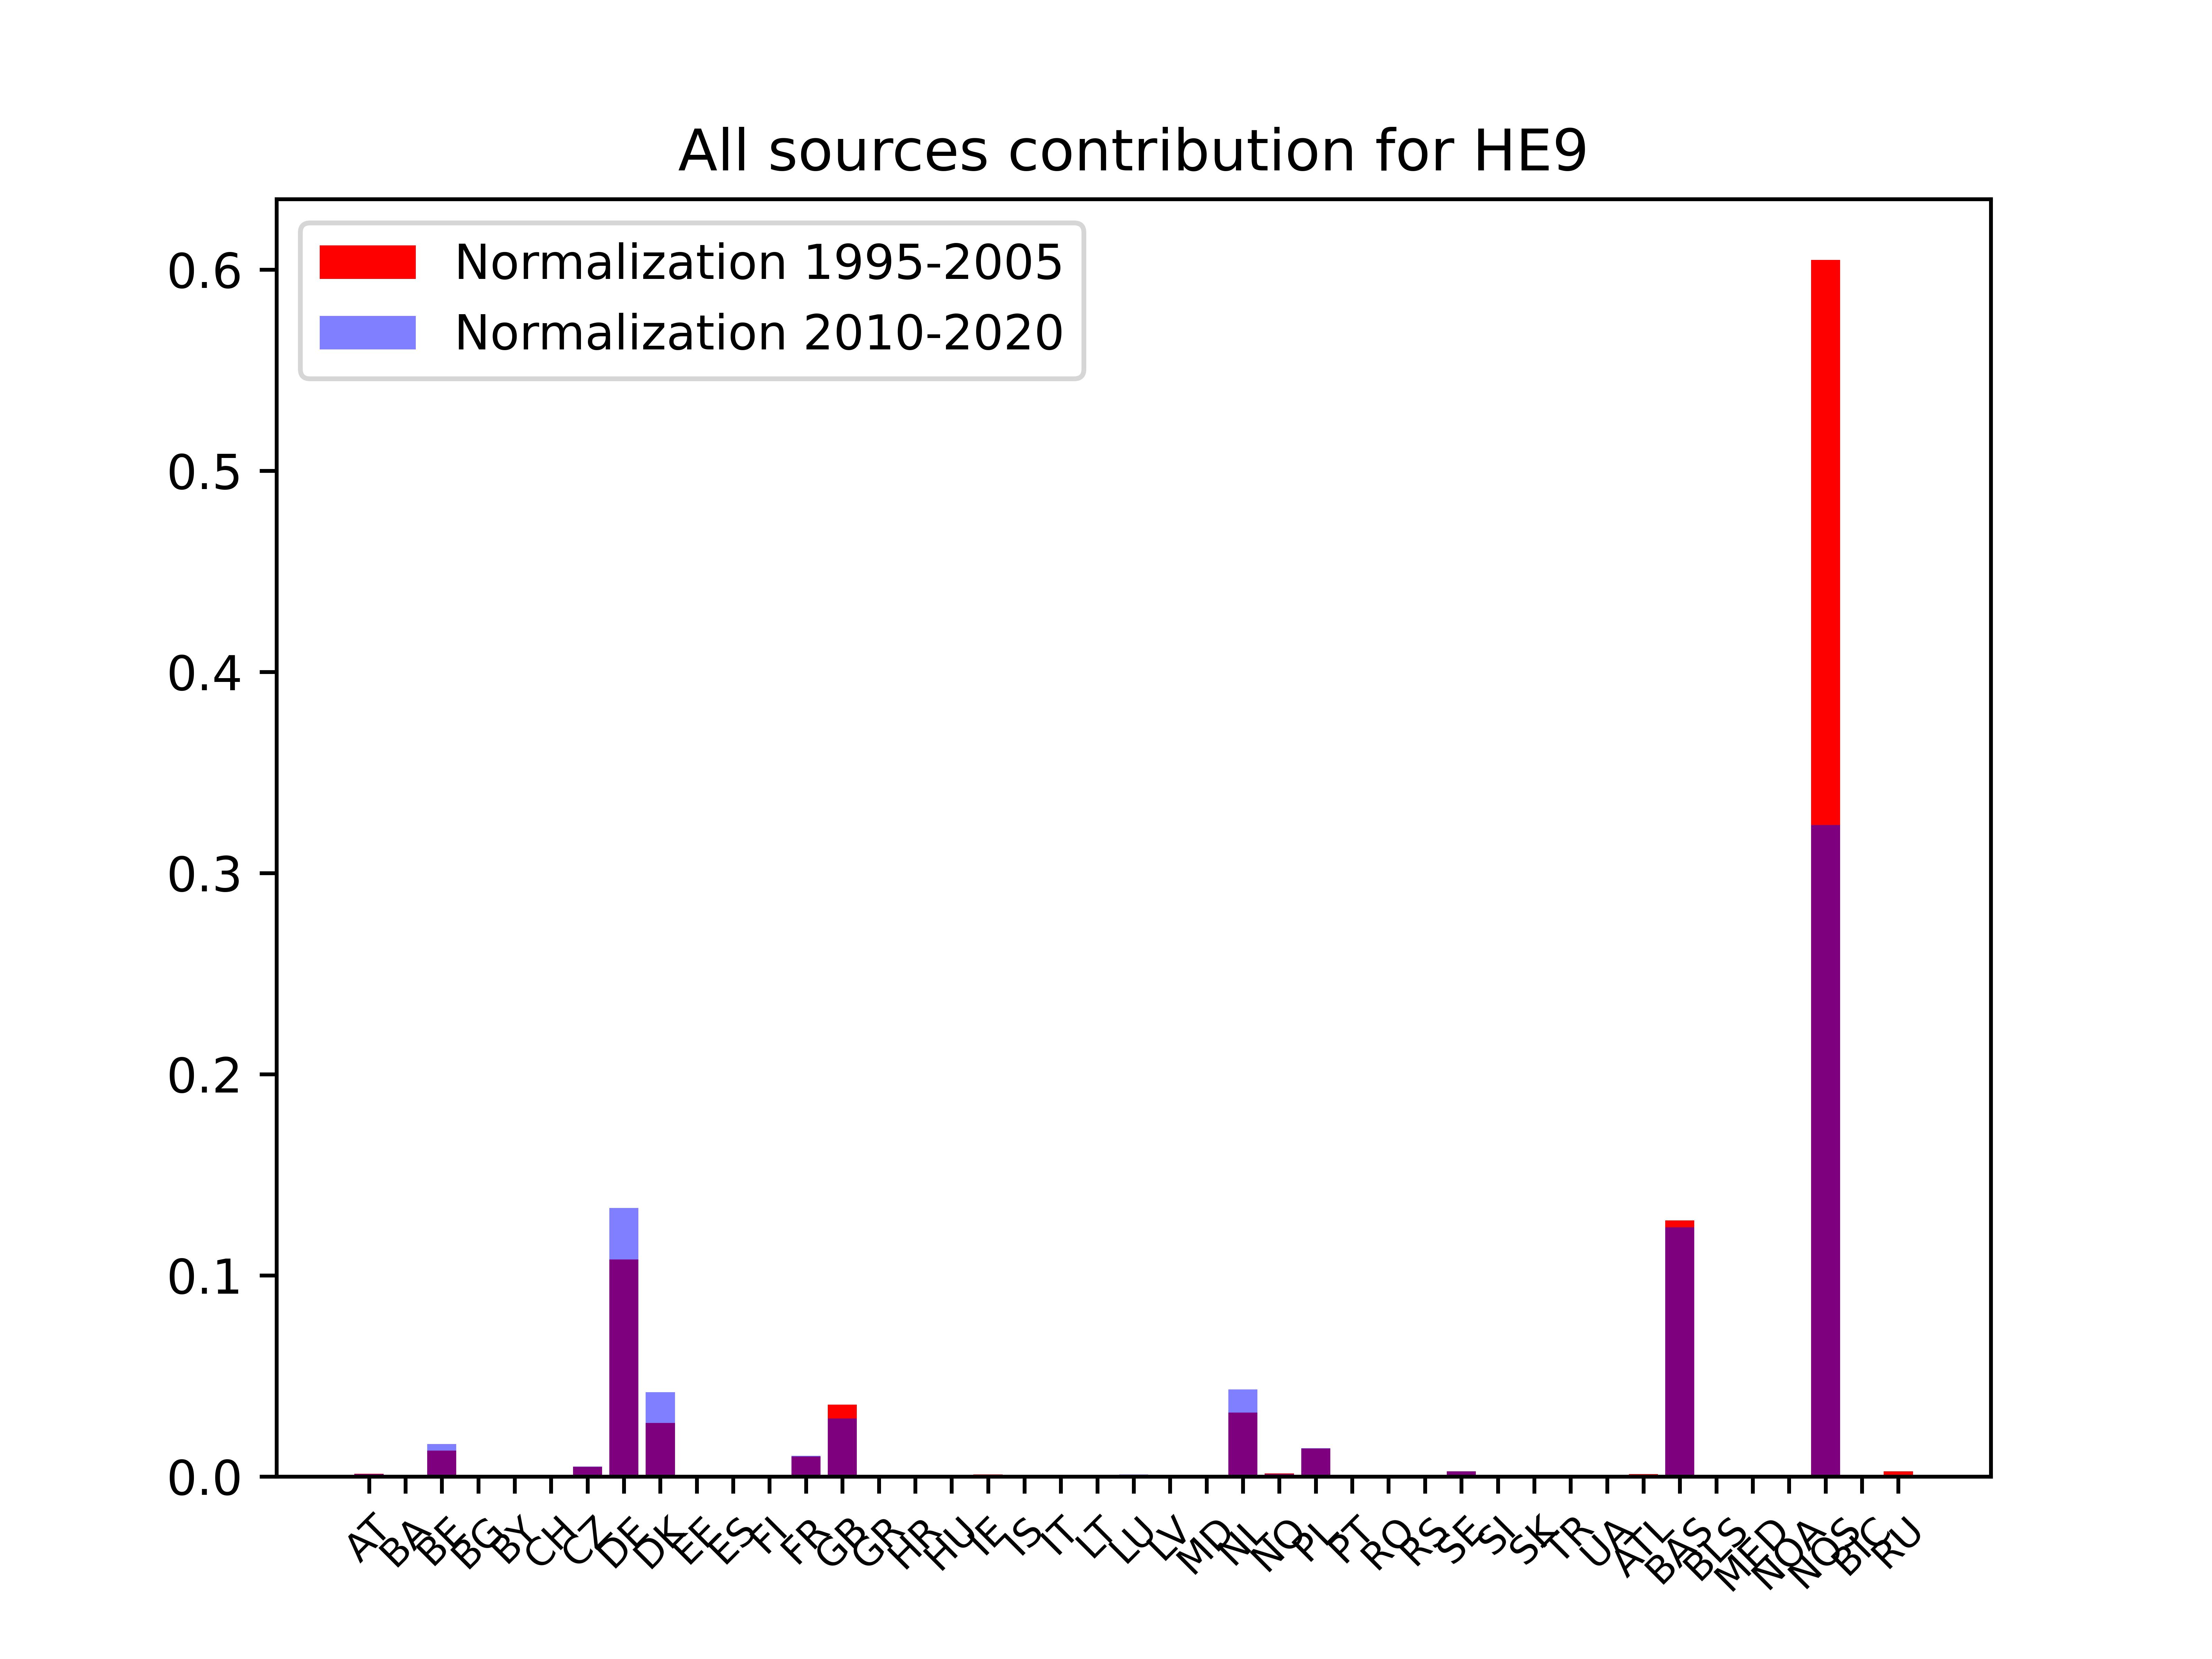 All sources contribution for HE9
Normalization 1995-2005
Normalization 2010-2020
0.6
0.5
0.4
0.3
0.2
0.1
0.0
AT
BA
BE
BG
BY
CH
CZ
DE
DK
EE
ES
FI
FR
GB
GR
HR
HU
IE
IS
IT
LT
LU
LV
MD
NL
NO
PL
PT
RO
RS
SE
SI
SK
TR
UA
ATL
BAS
BLS
MED
NOA
NOS
BIC
RU